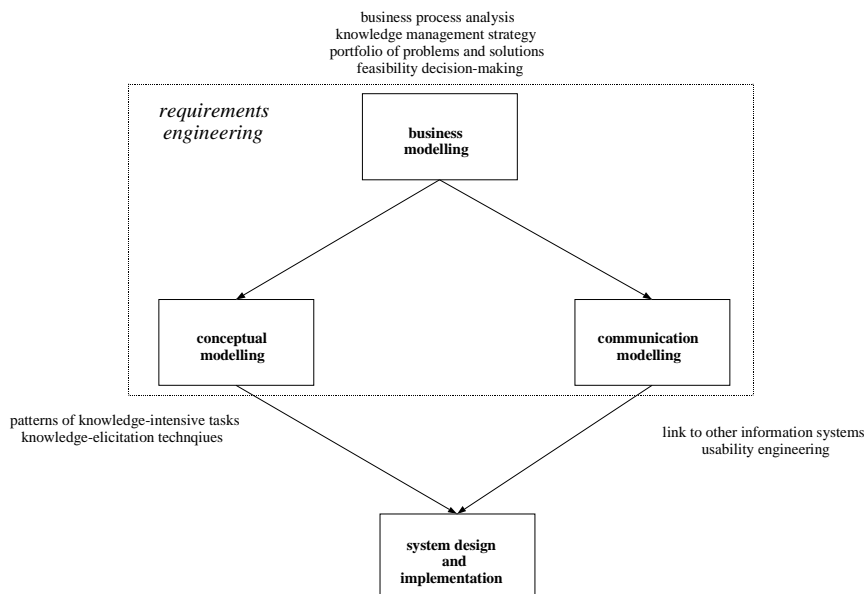 business process analysis
knowledge management strategy
portfolio of problems and solutions
feasibility decision-making
requirements
engineering
business
modelling
conceptual
modelling
communication
modelling
patterns of knowledge-intensive tasks
knowledge-elicitation technqiues
link to other information systems
usability engineering
system design
and
implementation